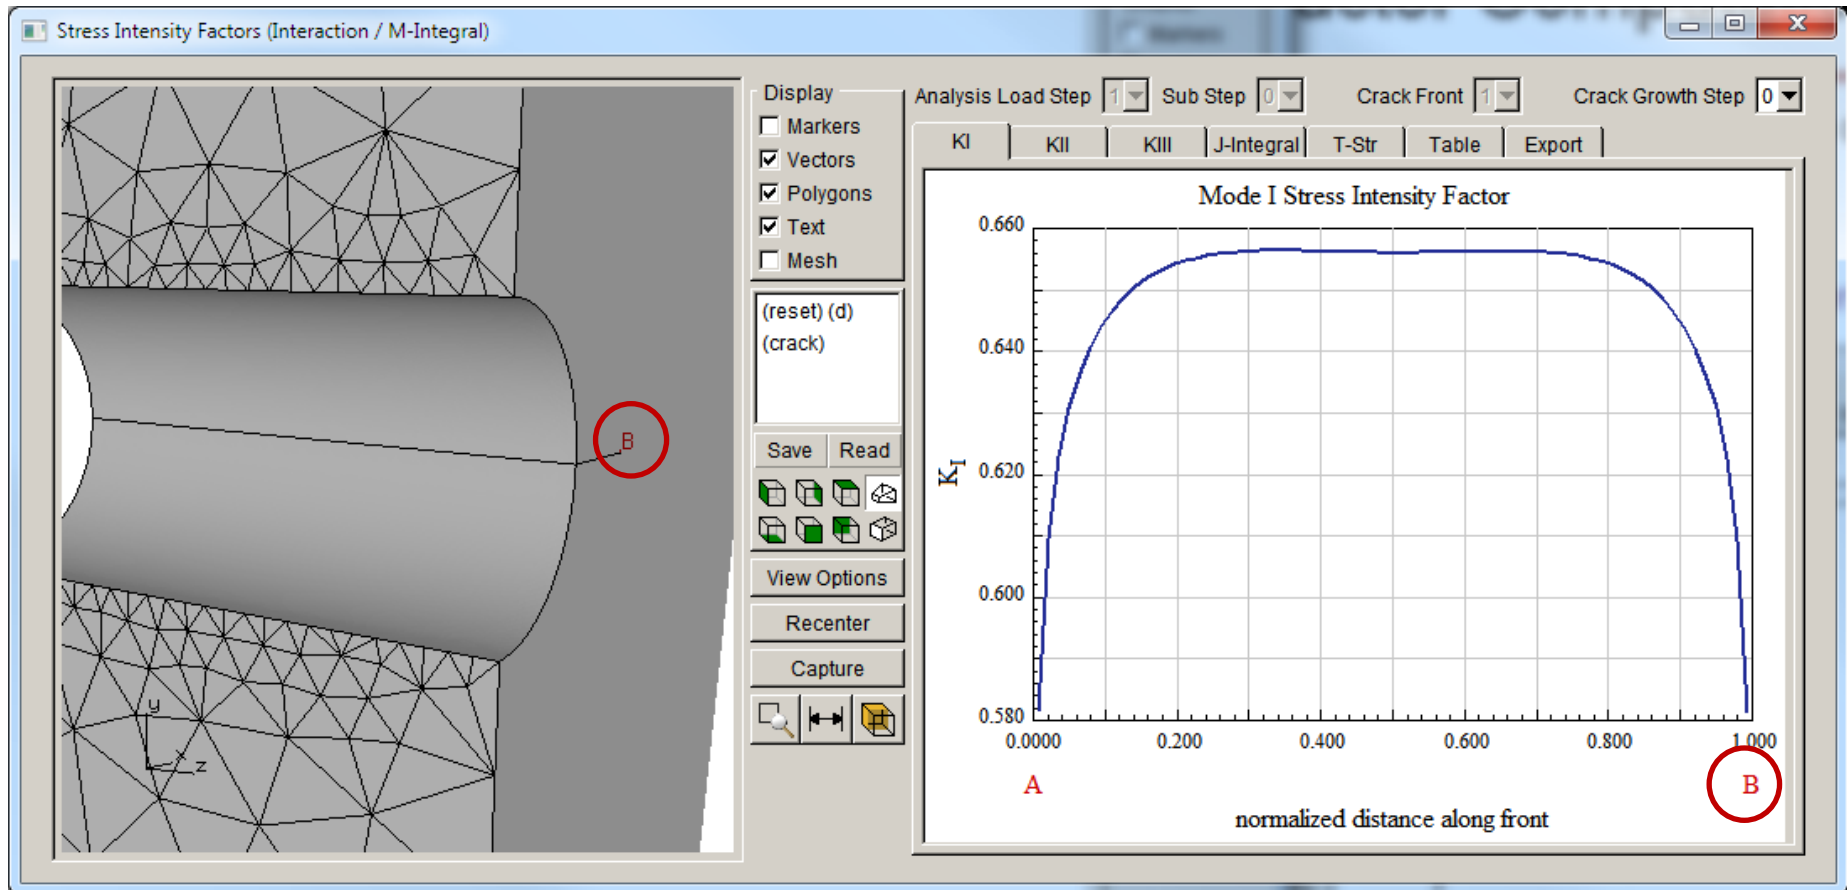 Stress Intensity Factors (Interaction / M-Integral)
Display
Markers
Vectors
Polygons
Text
Mesh
(reset) (d)
(crack)
Save Read
View Options
Recenter
Capture
B
y
x
z
Analysis Load Step 1 Sub Step 0 Crack Front 1 Crack Growth Step 0
KI KII KIII J-Integral T-Str Table Export
Mode I Stress Intensity Factor
0.660
0.640
0.620
0.600
0.580
KI
0.0000 0.200 0.400 0.600 0.800 1.000
A B
normalized distance along front